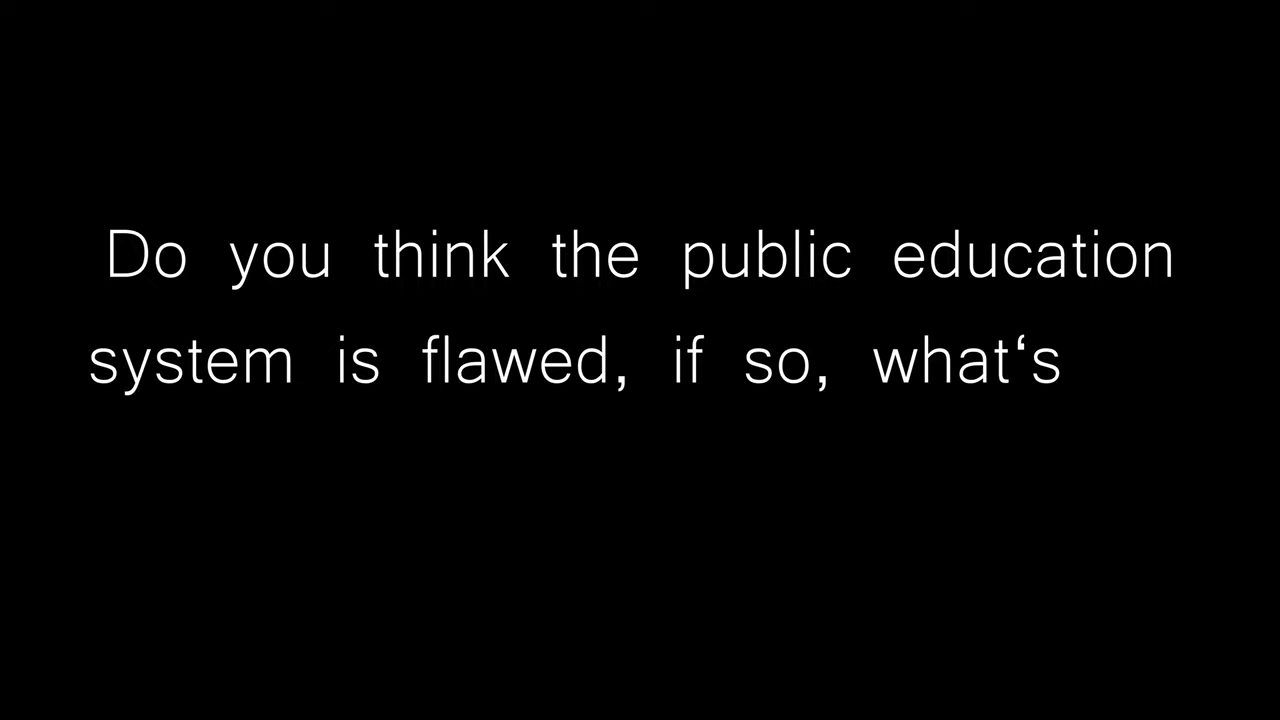 Do you think the public education
system is flawed, if so, what‘s